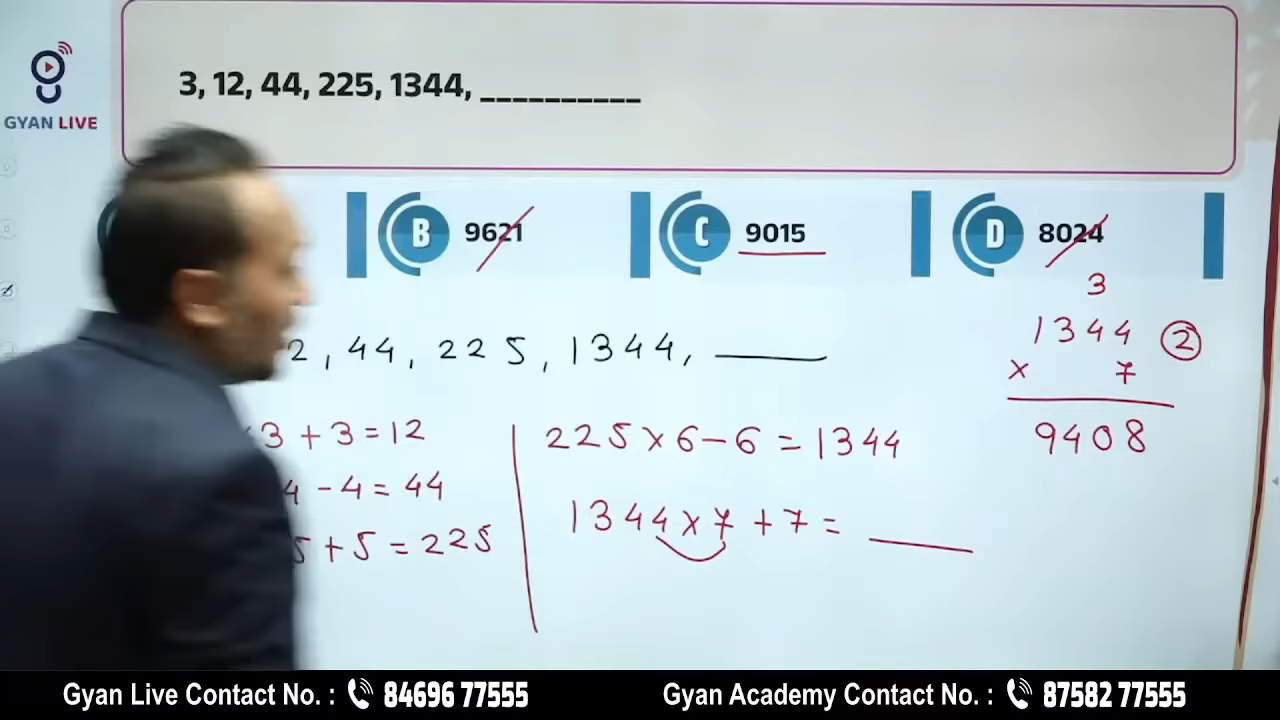 GYAN LIVE
3, 12, 44, 225, 1344, __________
B 9621
C 9015
D 8024
3
1344 ②
× 7
9408
2, 44, 225, 1344, ____
3 + 3 = 12
4 - 4 = 44
5 + 5 = 225
225 × 6 - 6 = 1344
1344 × 7 + 7 = ____
Gyan Live Contact No. : 84696 77555
Gyan Academy Contact No. : 87582 77555